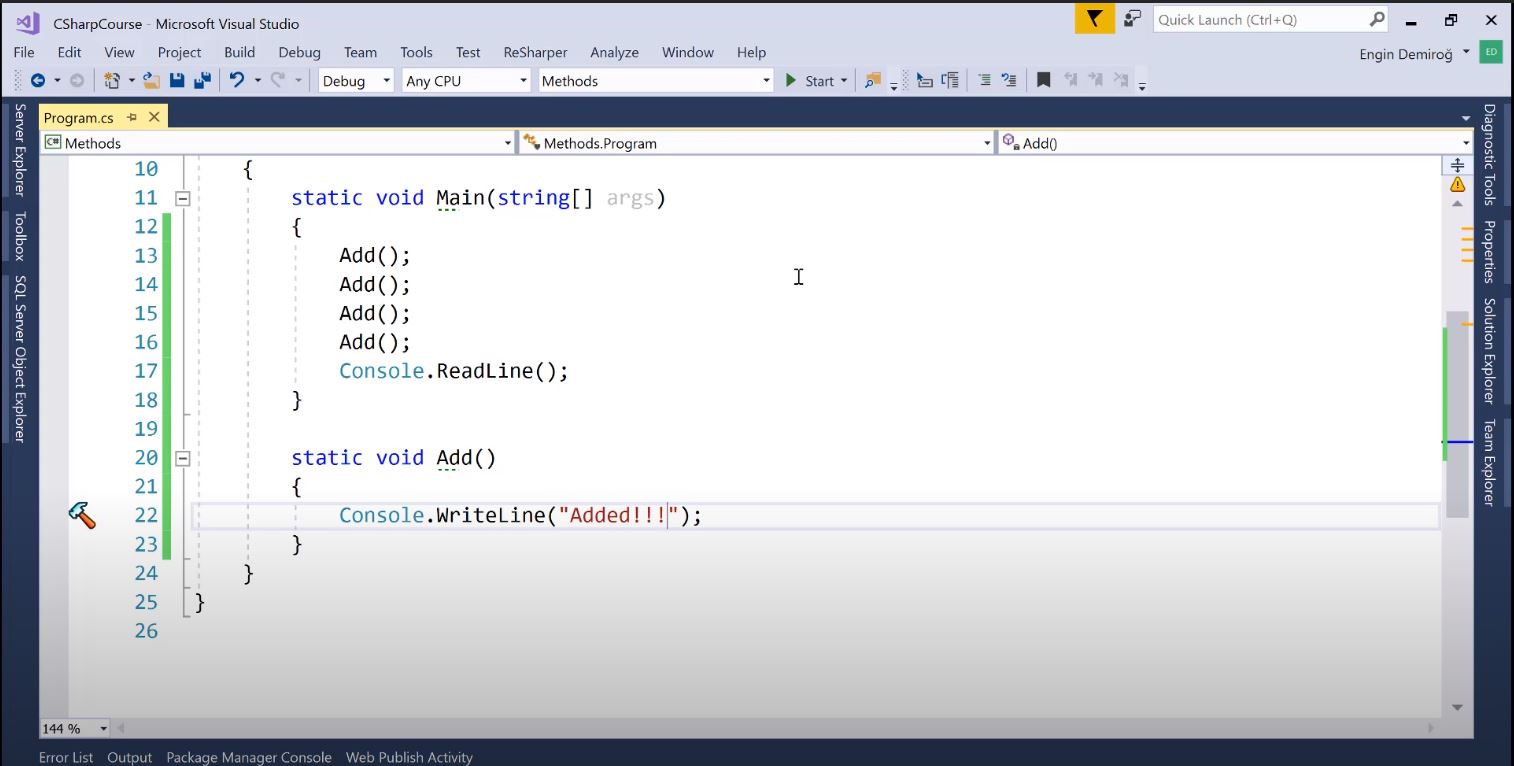 CSharpCourse - Microsoft Visual Studio
Quick Launch (Ctrl+Q)
File Edit View Project Build Debug Team Tools Test ReSharper Analyze Window Help
Engin Demiroğ
ED
Debug Any CPU Methods Start
Server Explorer
Toolbox
SQL Server Object Explorer
Program.cs
C# Methods Methods.Program Add()
10 {
11 static void Main(string[] args)
12 {
13 Add();
14 Add();
15 Add();
16 Add();
17 Console.ReadLine();
18 }
19
20 static void Add()
21 {
22 Console.WriteLine("Added!!!");
23 }
24 }
25 }
26
144 %
Diagnostic Tools
Properties
Solution Explorer
Team Explorer
Error List Output Package Manager Console Web Publish Activity